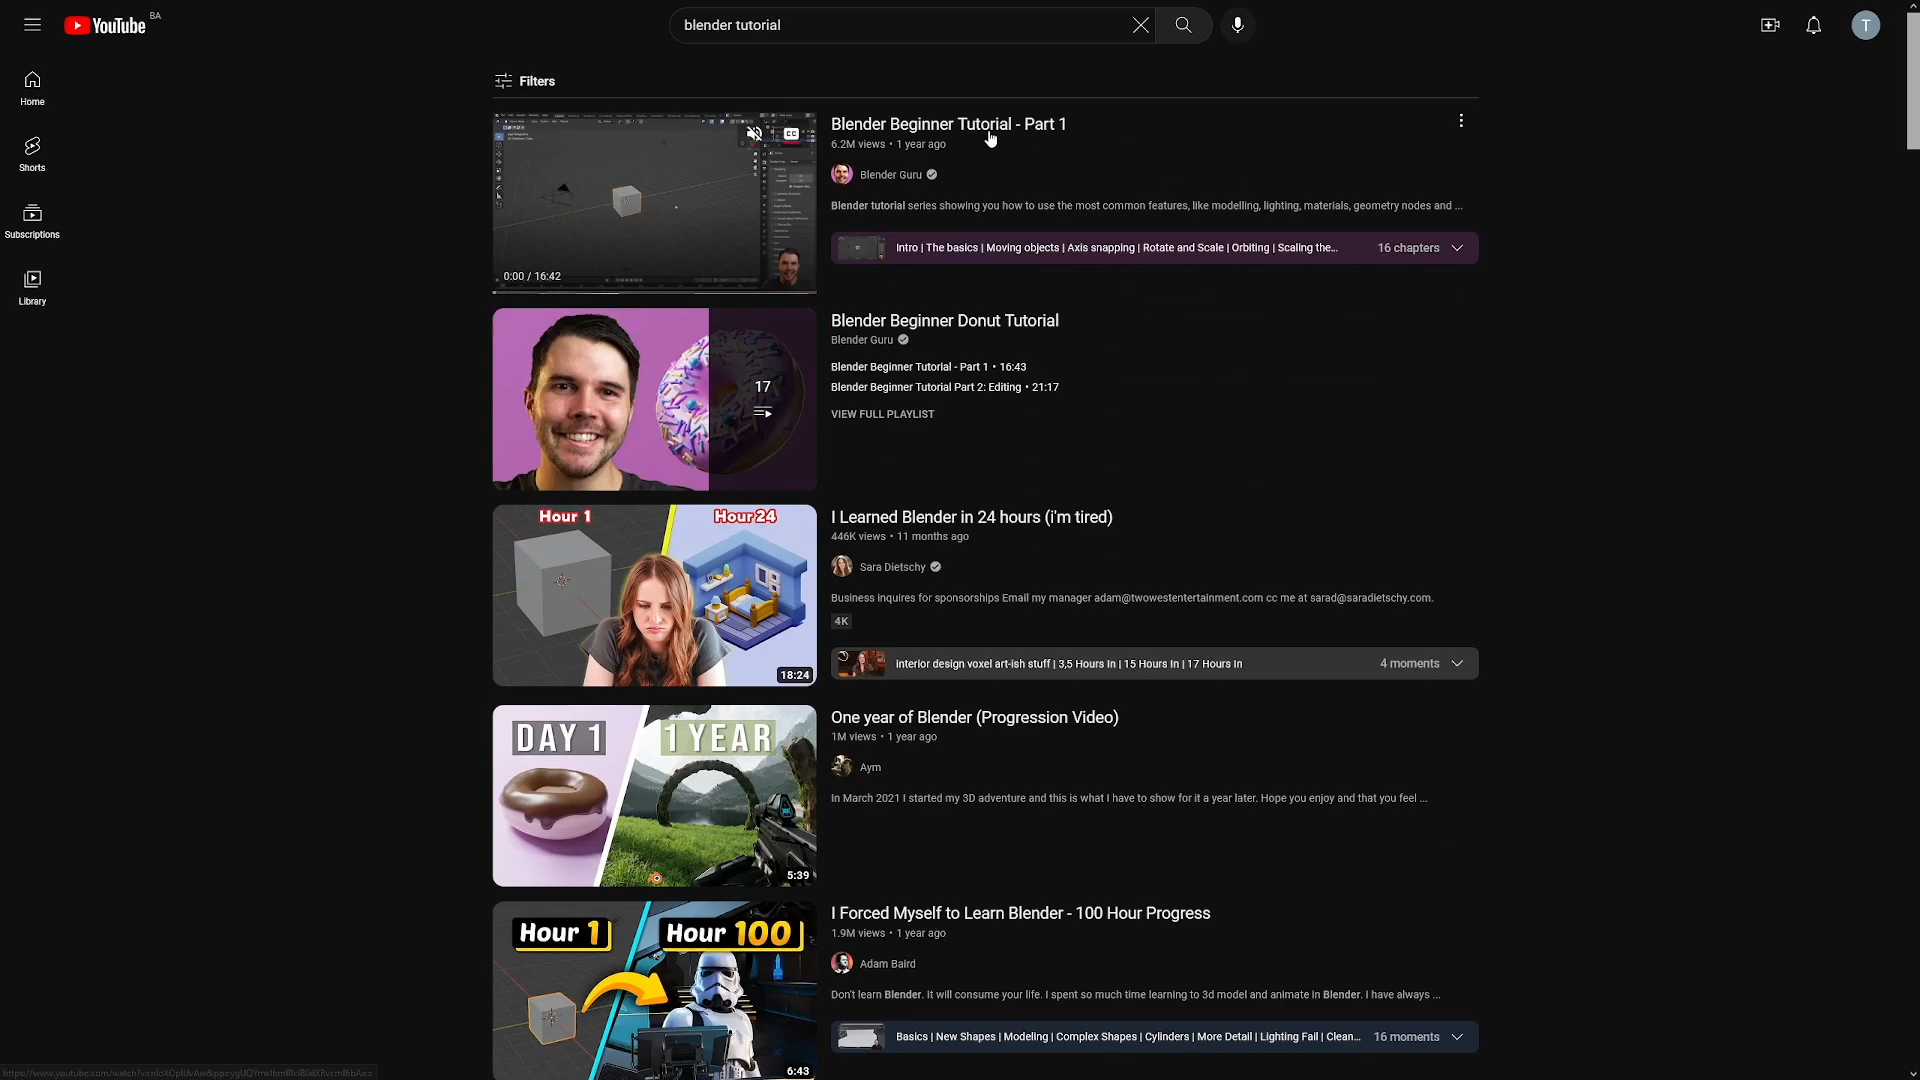 YouTube BA
blender tutorial
T
Home
Shorts
Subscriptions
Library
Filters
CC
0:00 / 16:42
Blender Beginner Tutorial - Part 1
6.2M views • 1 year ago
Blender Guru
Blender tutorial series showing you how to use the most common features, like modelling, lighting, materials, geometry nodes and ...
Intro | The basics | Moving objects | Axis snapping | Rotate and Scale | Orbiting | Scaling the...
16 chapters
17
Blender Beginner Donut Tutorial
Blender Guru
Blender Beginner Tutorial - Part 1 • 16:43
Blender Beginner Tutorial Part 2: Editing • 21:17
VIEW FULL PLAYLIST
Hour 1
Hour 24
18:24
I Learned Blender in 24 hours (i'm tired)
446K views • 11 months ago
Sara Dietschy
Business inquires for sponsorships Email my manager adam@twowestentertainment.com cc me at sarad@saradietschy.com.
4K
interior design voxel art-ish stuff | 3,5 Hours In | 15 Hours In | 17 Hours In
4 moments
DAY 1
1 YEAR
5:39
One year of Blender (Progression Video)
1M views • 1 year ago
Aym
In March 2021 I started my 3D adventure and this is what I have to show for it a year later. Hope you enjoy and that you feel ...
Hour 1
Hour 100
6:43
I Forced Myself to Learn Blender - 100 Hour Progress
1.9M views • 1 year ago
Adam Baird
Don't learn Blender. It will consume your life. I spent so much time learning to 3d model and animate in Blender. I have always ...
Basics | New Shapes | Modeling | Complex Shapes | Cylinders | More Detail | Lighting Fail | Clean...
16 moments